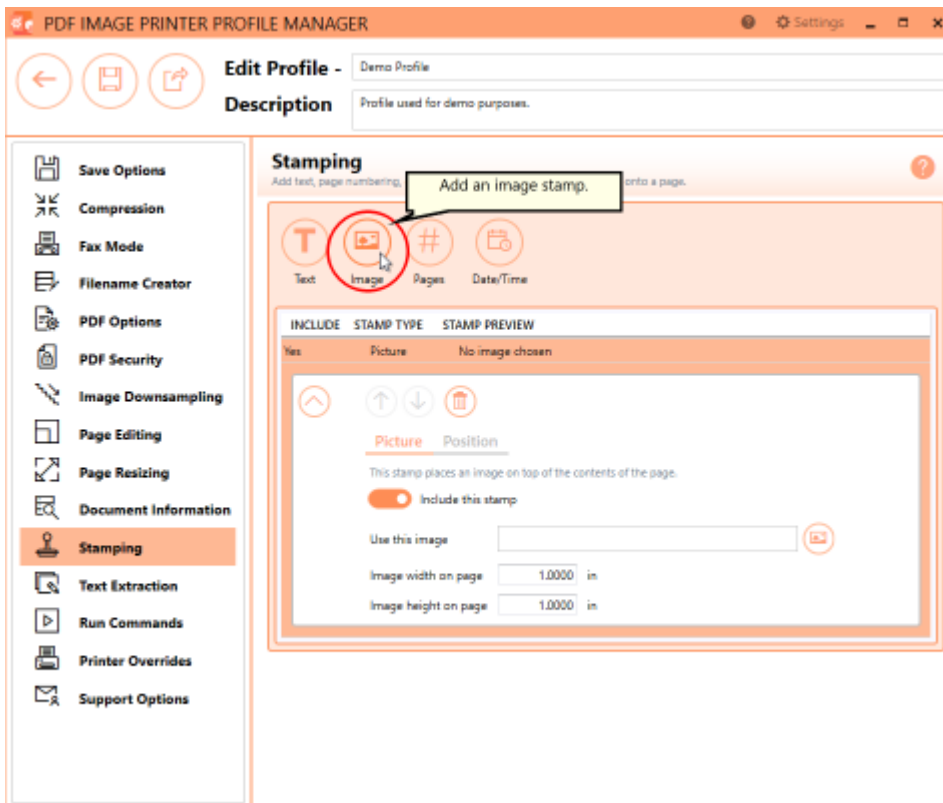 PDF IMAGE PRINTER PROFILE MANAGER
Settings
Edit Profile - Demo Profile
Description Profile used for demo purposes.
Save Options
Compression
Fax Mode
Filename Creator
PDF Options
PDF Security
Image Downsampling
Page Editing
Page Resizing
Document Information
Stamping
Text Extraction
Run Commands
Printer Overrides
Support Options
Stamping
Add text, page numbering, onto a page.
Add an image stamp.
Text Image Pages Date/Time
INCLUDE STAMP TYPE STAMP PREVIEW
Yes Picture No image chosen
Picture Position
This stamp places an image on top of the contents of the page.
Include this stamp
Use this image
Image width on page 1.0000 in
Image height on page 1.0000 in